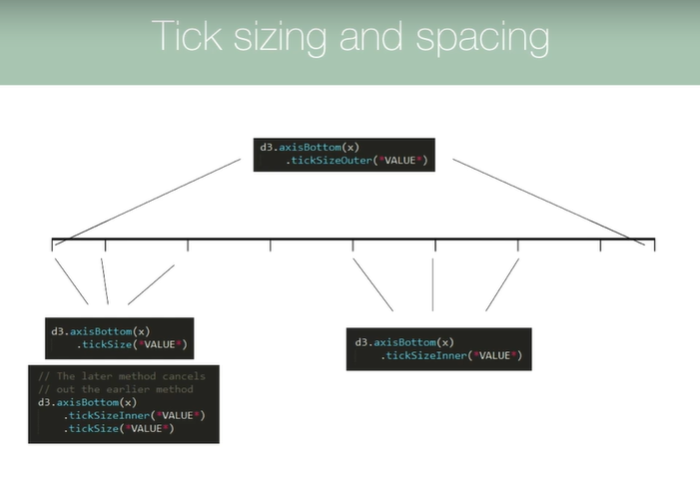 Tick sizing and spacing
d3.axisBottom(x)
.tickSizeOuter(*VALUE*)
d3.axisBottom(x)
.tickSize(*VALUE*)
// The later method cancels
// out the earlier method
d3.axisBottom(x)
.tickSizeInner(*VALUE*)
.tickSize(*VALUE*)
d3.axisBottom(x)
.tickSizeInner(*VALUE*)